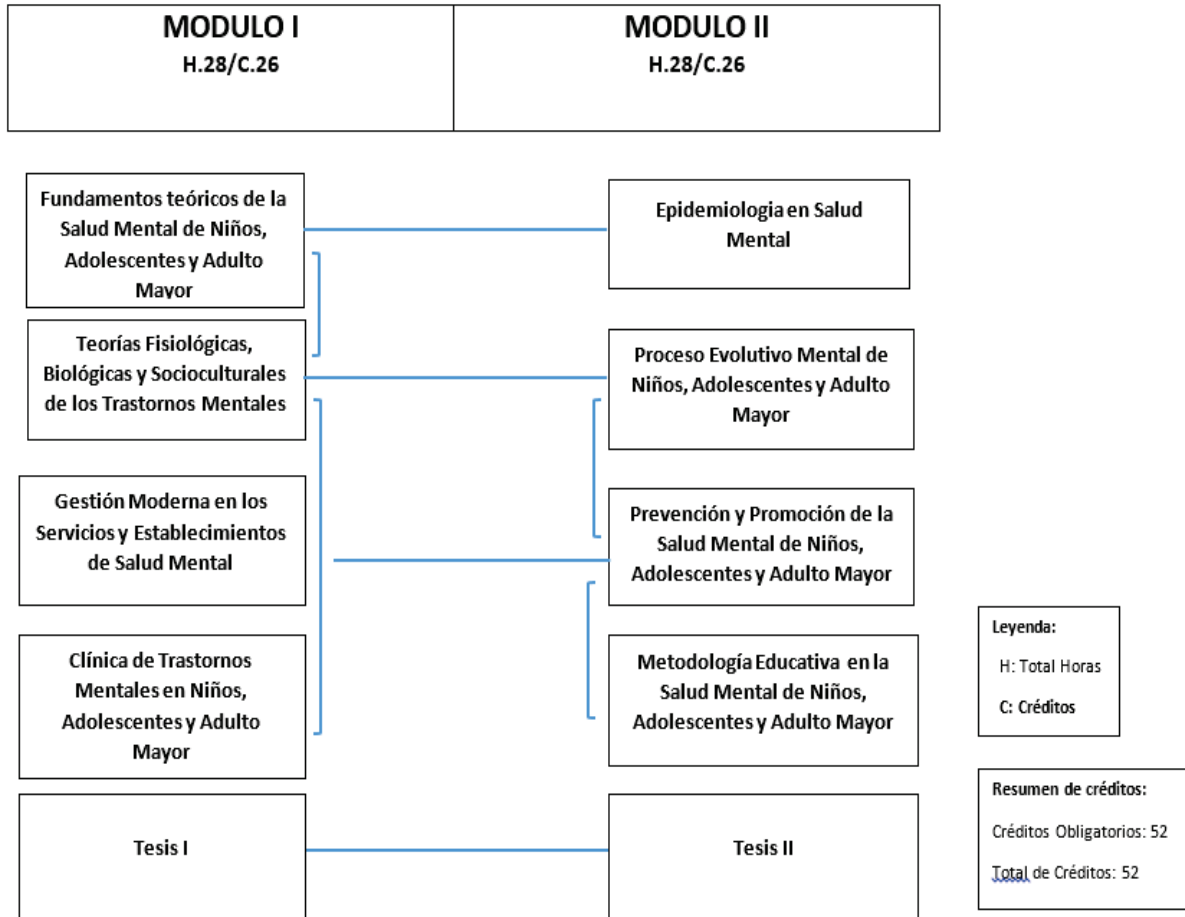 MODULO I
H.28/C.26
MODULO II
H.28/C.26
Fundamentos teóricos de la
Salud Mental de Niños,
Adolescentes y Adulto
Mayor
Teorías Fisiológicas,
Biológicas y Socioculturales
de los Trastornos Mentales
Gestión Moderna en los
Servicios y Establecimientos
de Salud Mental
Clínica de Trastornos
Mentales en Niños,
Adolescentes y Adulto
Mayor
Tesis I
Epidemiologia en Salud
Mental
Proceso Evolutivo Mental de
Niños, Adolescentes y Adulto
Mayor
Prevención y Promoción de la
Salud Mental de Niños,
Adolescentes y Adulto Mayor
Metodología Educativa en la
Salud Mental de Niños,
Adolescentes y Adulto Mayor
Tesis II
Leyenda:
H: Total Horas
C: Créditos
Resumen de créditos:
Créditos Obligatorios: 52
Total de Créditos: 52